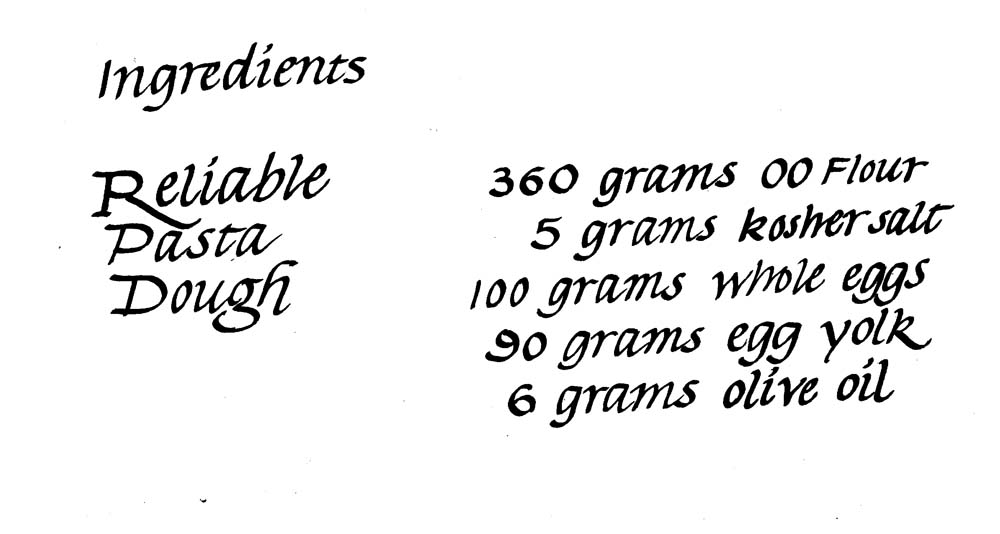 Ingredients
Reliable
Pasta
Dough
360 grams 00 Flour
5 grams kosher salt
100 grams whole eggs
90 grams egg yolk
6 grams olive oil